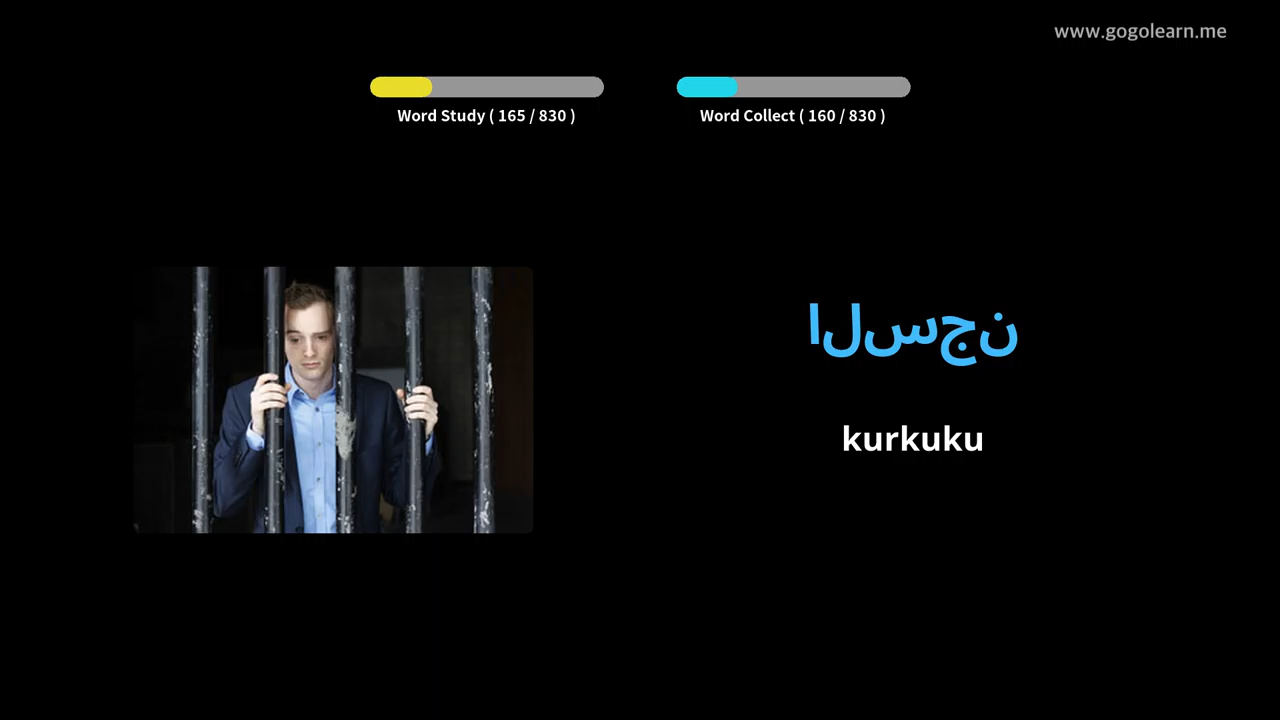 www.gogolearn.me
Word Study ( 165 / 830 )
Word Collect ( 160 / 830 )
السجن
kurkuku